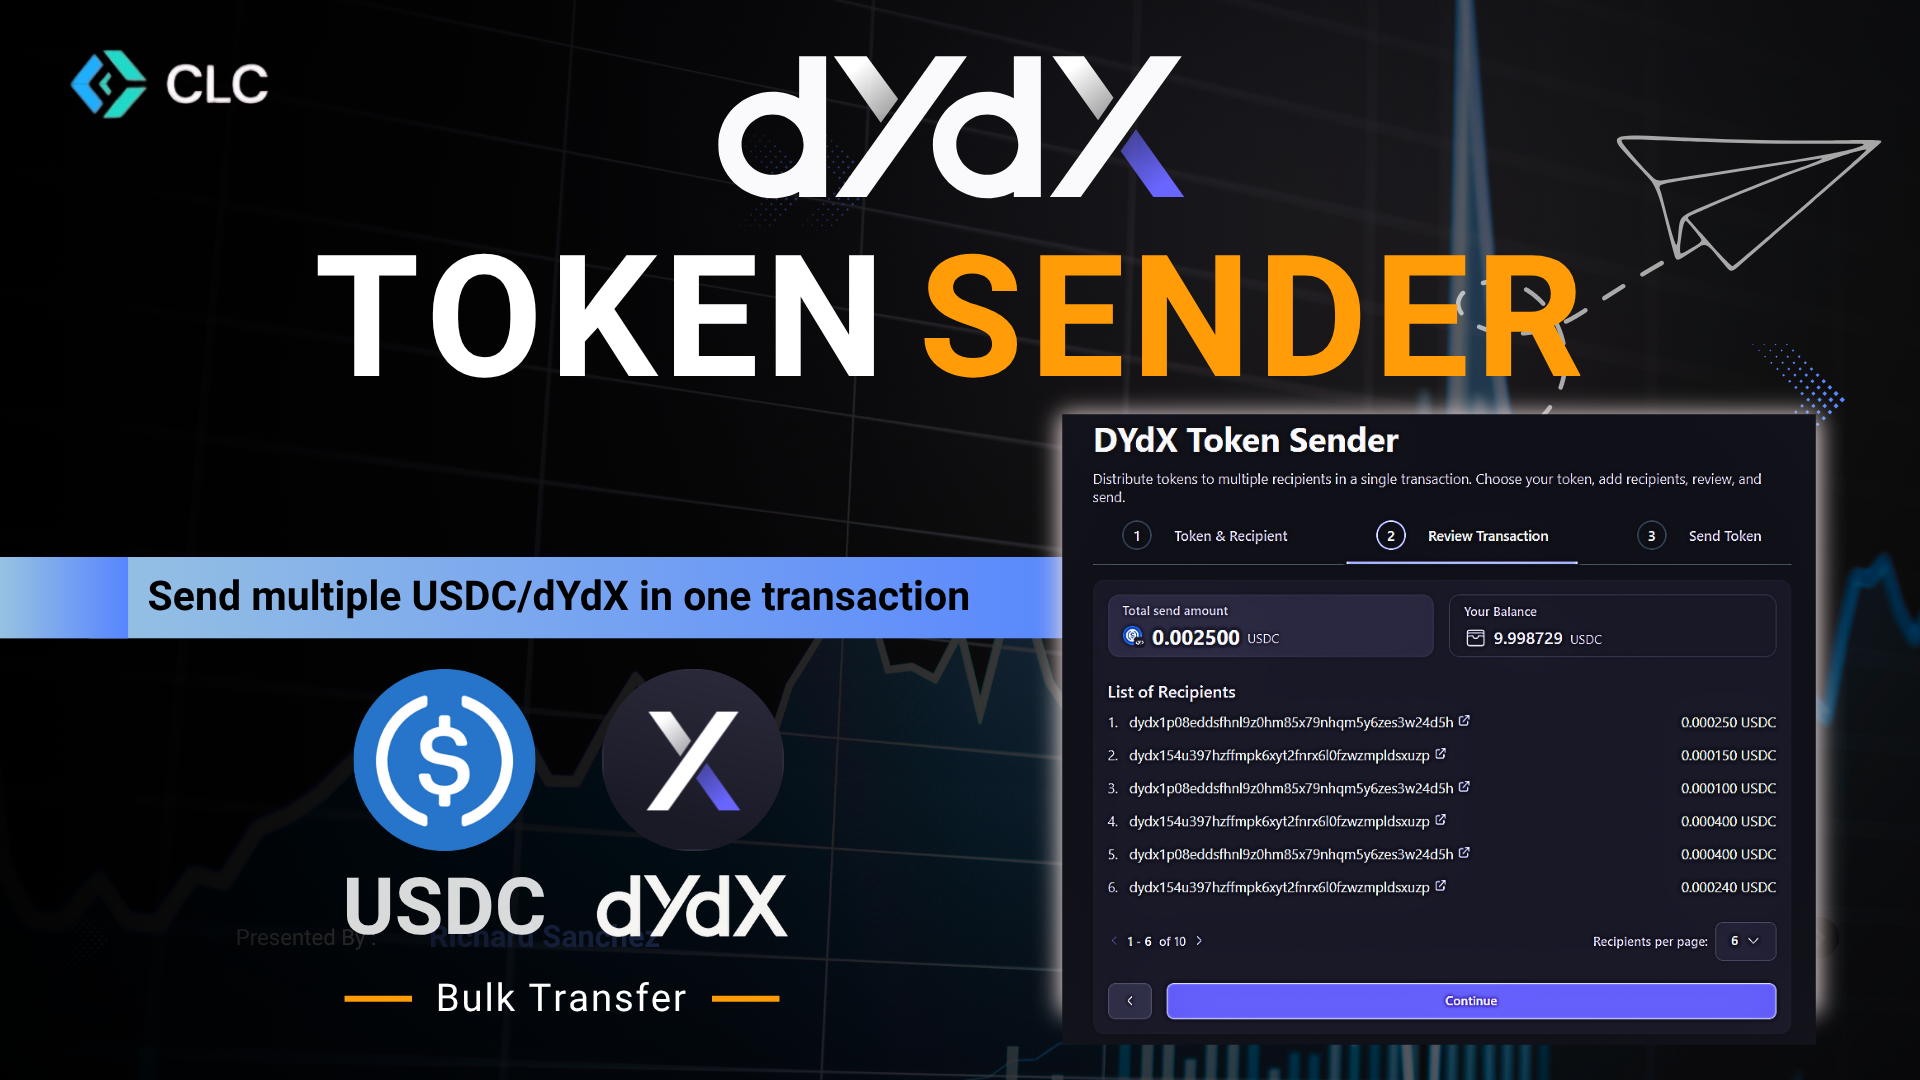 CLC
dYdX
TOKEN SENDER
Send multiple USDC/dYdX in one transaction
USDC
dYdX
Presented By :
Richard Sanchez
Bulk Transfer
DYdX Token Sender
Distribute tokens to multiple recipients in a single transaction. Choose your token, add recipients, review, and
send.
1 Token & Recipient 2 Review Transaction 3 Send Token
Total send amount
0.002500 USDC
Your Balance
9.998729 USDC
List of Recipients
1. dydx1p08eddsfhnl9z0hm85x79nhqm5y6zes3w24d5h 0.000250 USDC
2. dydx154u397hzffmpk6xyt2fnrx6l0fzwzmpldsxuzp 0.000150 USDC
3. dydx1p08eddsfhnl9z0hm85x79nhqm5y6zes3w24d5h 0.000100 USDC
4. dydx154u397hzffmpk6xyt2fnrx6l0fzwzmpldsxuzp 0.000400 USDC
5. dydx1p08eddsfhnl9z0hm85x79nhqm5y6zes3w24d5h 0.000400 USDC
6. dydx154u397hzffmpk6xyt2fnrx6l0fzwzmpldsxuzp 0.000240 USDC
1 - 6 of 10 Recipients per page: 6
Continue